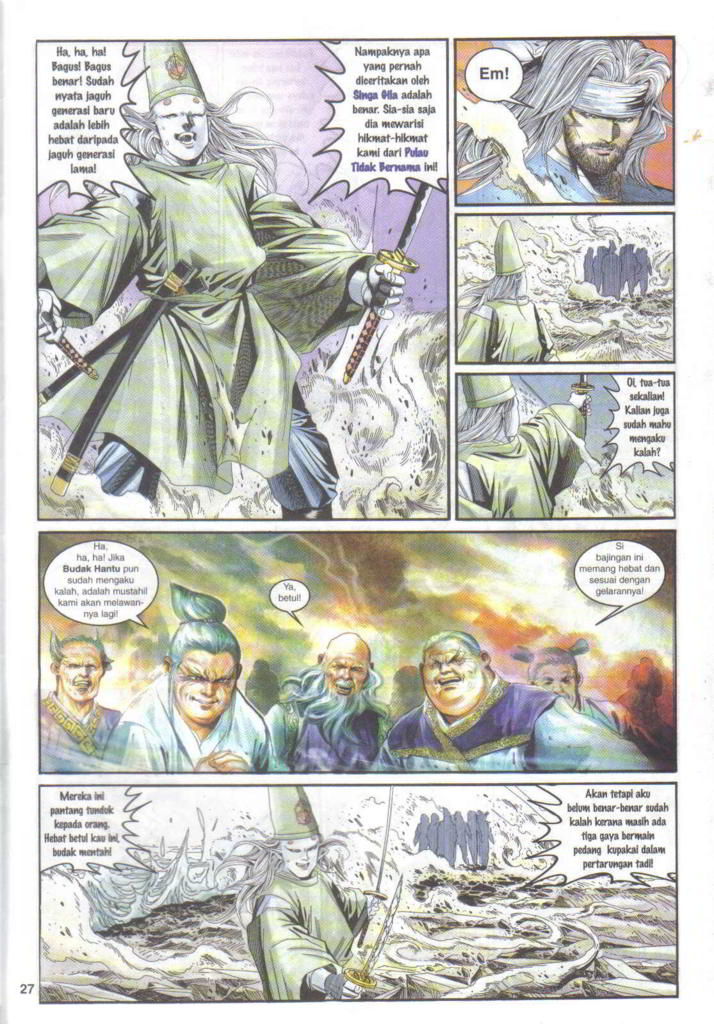 Ha, ha, ha!
Bagus! Bagus
benar! Sudah
nyata jaguh
generasi baru
adalah lebih
hebat daripada
jaguh generasi
lama!
Nampaknya apa
yang pernah
diceritakan oleh
Singa Gila adalah
benar. Sia-sia saja
dia mewarisi
hikmat-hikmat
kami dari Pulau
Tidak Bernama ini!
Em!
Oi, tua-tua
sekalian!
Kalian juga
sudah mahu
mengaku
kalah?
Ha,
ha, ha! Jika
Budak Hantu pun
sudah mengaku
kalah, adalah mustahil
kami akan melawan-
nya lagi!
Ya,
betul!
Si
bajingan ini
memang hebat dan
sesuai dengan
gelarannya!
Mereka ini
pantang tunduk
kepada orang.
Hebat betul kau ini,
budak mentah!
Akan tetapi aku
belum benar-benar sudah
kalah kerana masih ada
tiga gaya bermain
pedang kupakai dalam
pertarungan tadi!
27